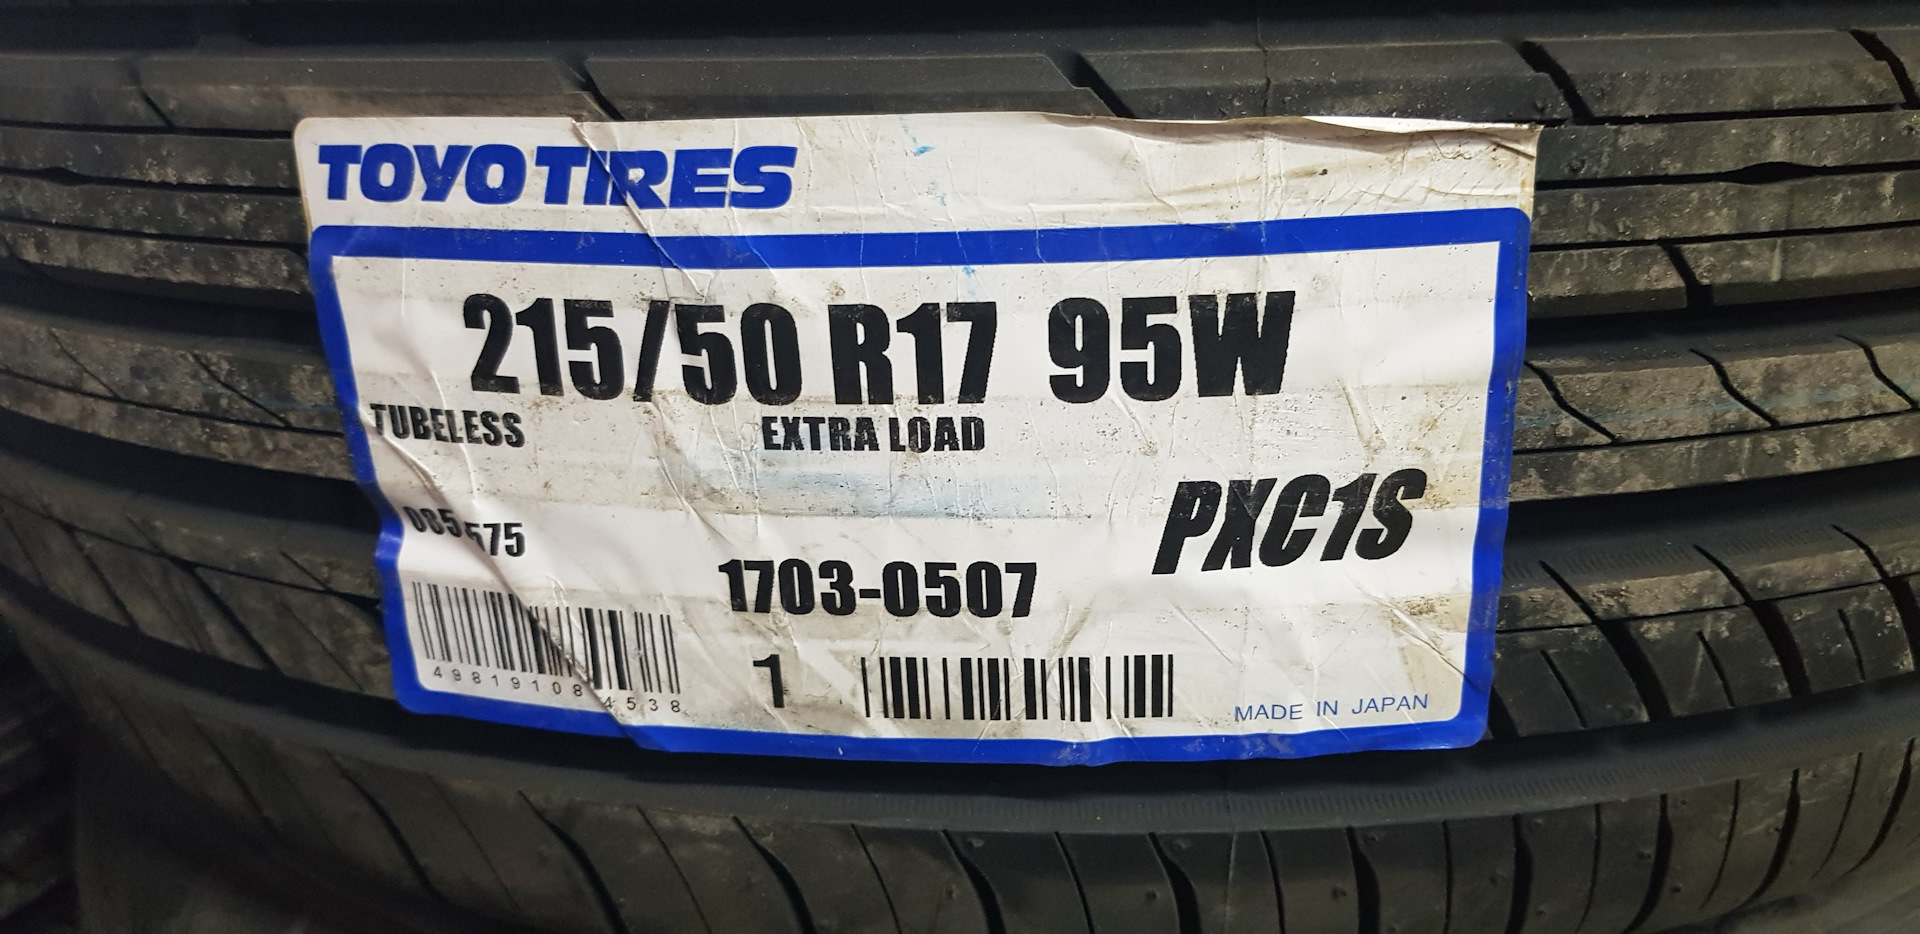 TOYO TIRES
215/50 R17 95W
TUBELESS EXTRA LOAD
PXC1S
1703-0507
1
MADE IN JAPAN